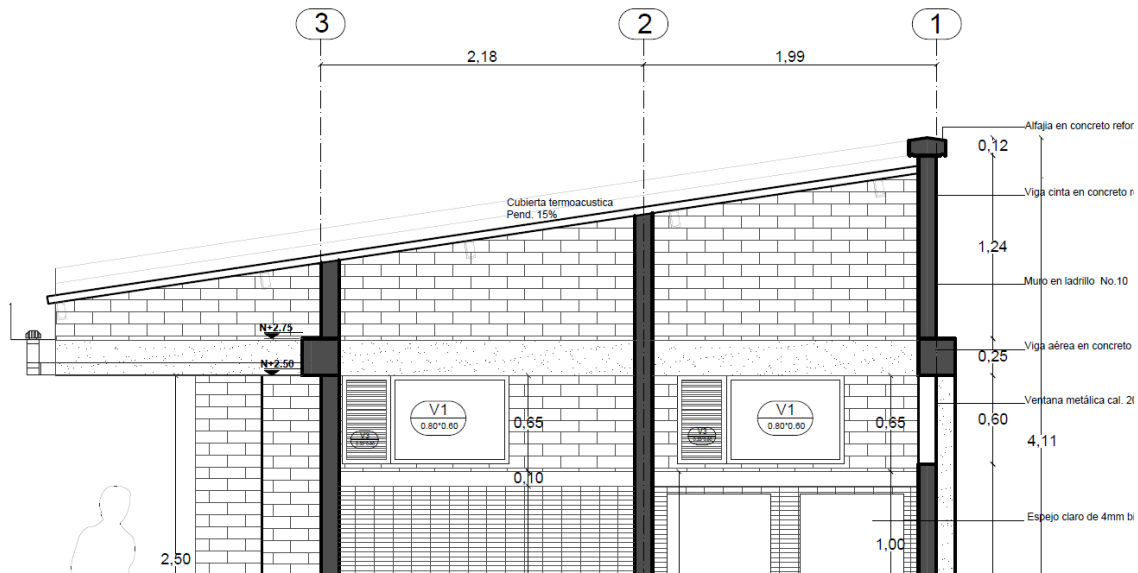 3
2
1
2,18
1,99
Alfajia en concreto refor
0,12
Cubierta termoacustica
Pend. 15%
Viga cinta en concreto re
1,24
Muro en ladrillo No.10
N+2.75
Viga aérea en concreto
0,25
N+2.50
Ventana metálica cal. 20
V1
0.80*0.60
0,65
V1
0.80*0.60
0,65
0,60
4,11
0,10
Espejo claro de 4mm bi
1,00
2,50